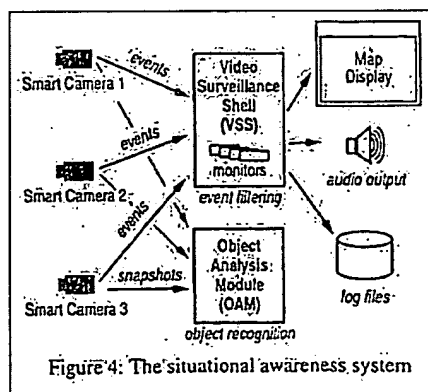 Smart Camera 1
events
Smart Camera 2
events
events
Smart Camera 3
snapshots
Video
Surveillance
Shell
(VSS)
monitors
event filtering
Object
Analysis
Module
(OAM)
object recognition
Map
Display
audio output
log files
Figure 4: The situational awareness system